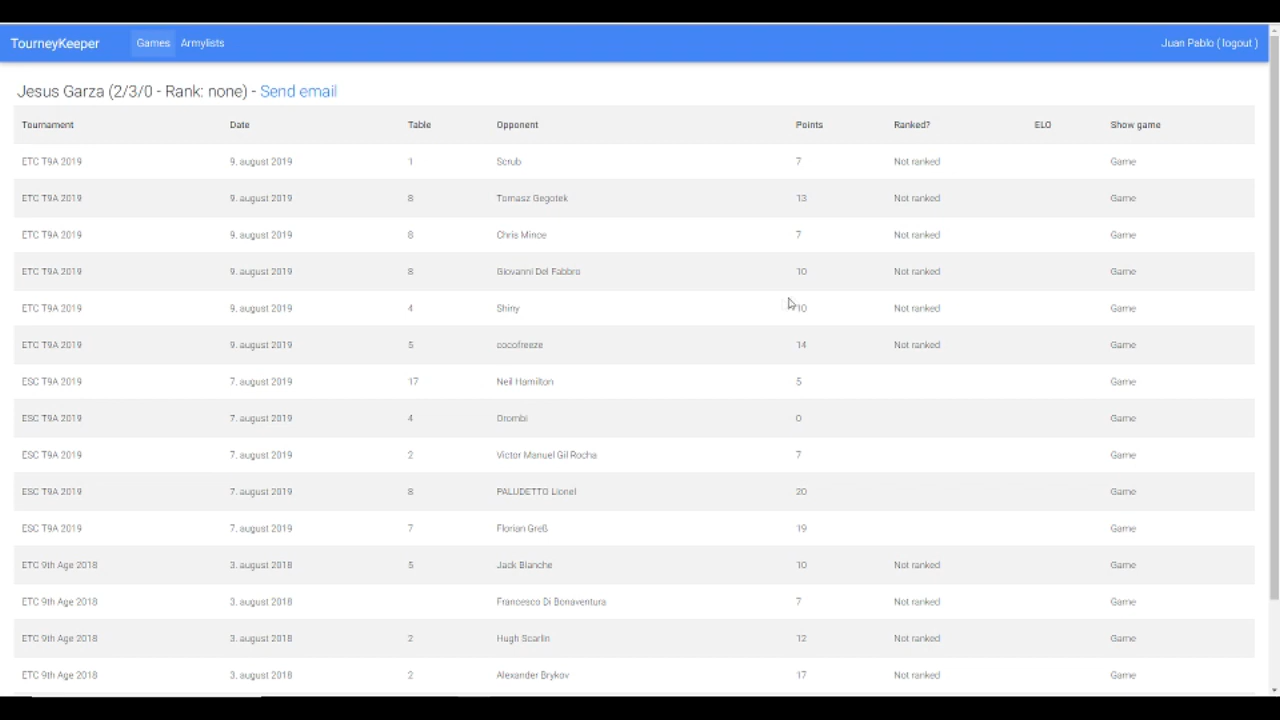 TourneyKeeper Games Armylists Juan Pablo ( logout )
Jesus Garza (2/3/0 - Rank: none) - Send email
Tournament Date Table Opponent Points Ranked? ELO Show game
ETC T9A 2019 9. august 2019 1 Scrub 7 Not ranked Game
ETC T9A 2019 9. august 2019 8 Tomasz Gegotek 13 Not ranked Game
ETC T9A 2019 9. august 2019 8 Chris Mince 7 Not ranked Game
ETC T9A 2019 9. august 2019 8 Giovanni Del Fabbro 10 Not ranked Game
ETC T9A 2019 9. august 2019 4 Shiny 10 Not ranked Game
ETC T9A 2019 9. august 2019 5 cocofreeze 14 Not ranked Game
ESC T9A 2019 7. august 2019 17 Neil Hamilton 5 Game
ESC T9A 2019 7. august 2019 4 Drombi 0 Game
ESC T9A 2019 7. august 2019 2 Victor Manuel Gil Rocha 7 Game
ESC T9A 2019 7. august 2019 8 PALUDETTO Lionel 20 Game
ESC T9A 2019 7. august 2019 7 Florian Greß 19 Game
ETC 9th Age 2018 3. august 2018 5 Jack Blanche 10 Not ranked Game
ETC 9th Age 2018 3. august 2018 Francesco Di Bonaventura 7 Not ranked Game
ETC 9th Age 2018 3. august 2018 2 Hugh Scarlin 12 Not ranked Game
ETC 9th Age 2018 3. august 2018 2 Alexander Brykov 17 Not ranked Game